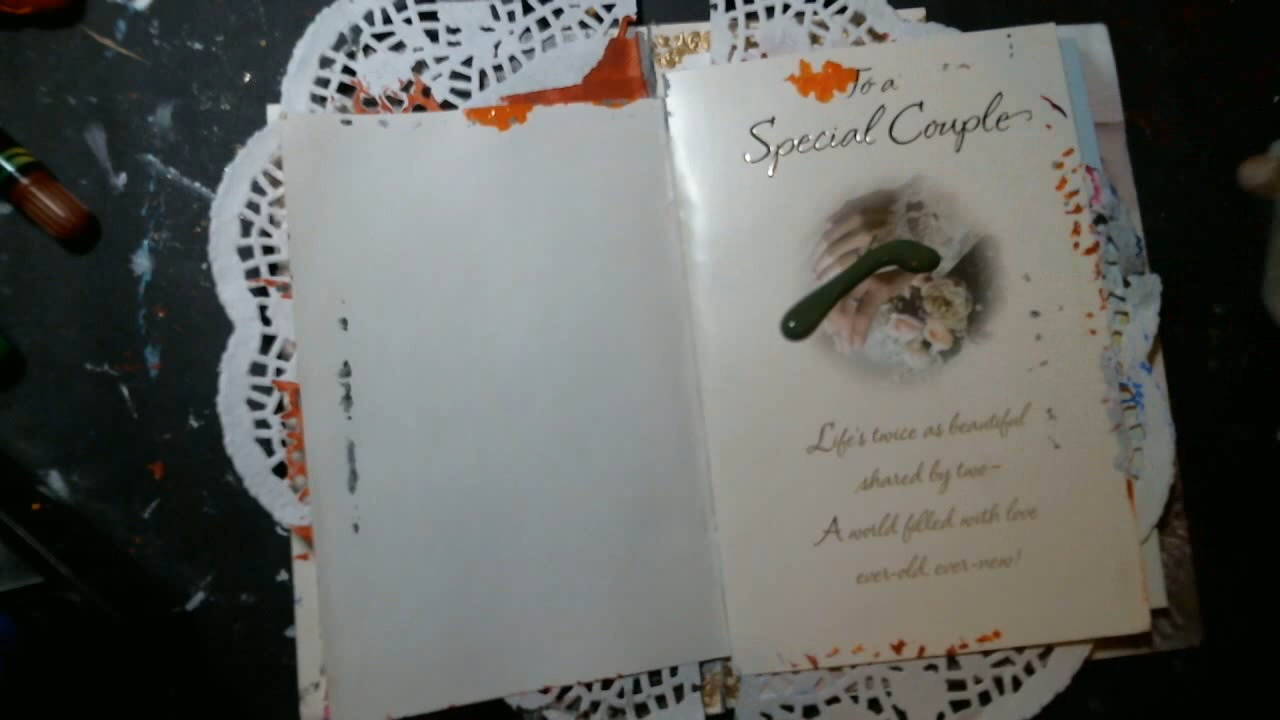 To a
Special Couple
Life's twice as beautiful
shared by two–
A world filled with love
ever-old, ever-new!